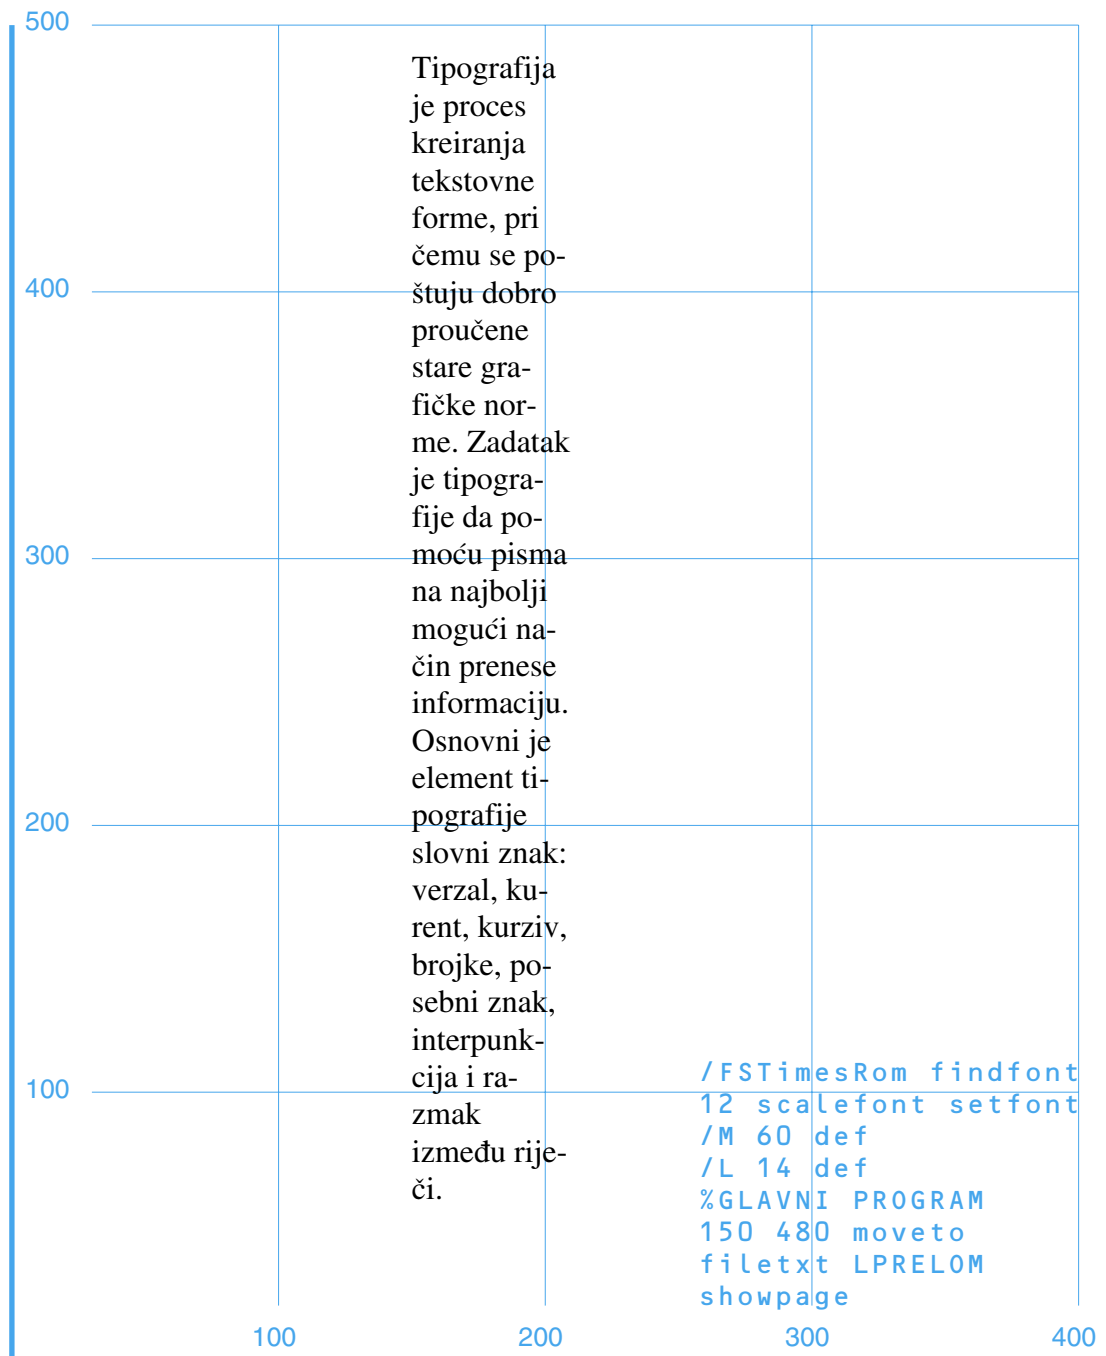 500
Tipografija
je proces
kreiranja
tekstovne
forme, pri
čemu se po-
400
štuju dobro
proučene
stare gra-
fičke nor-
me. Zadatak
je tipogra-
fije da po-
300
moću pisma
na najbolji
mogući na-
čin prenese
informaciju.
Osnovni je
element ti-
pografije
200
slovni znak:
verzal, ku-
rent, kurziv,
brojke, po-
sebni znak,
interpunk-
cija i ra-
100
zmak
između rije-
či.
/FSTimesRom findfont
12 scalefont setfont
/M 60 def
/L 14 def
%GLAVNI PROGRAM
150 480 moveto
filetxt LPRELOM
showpage
100 200 300 400